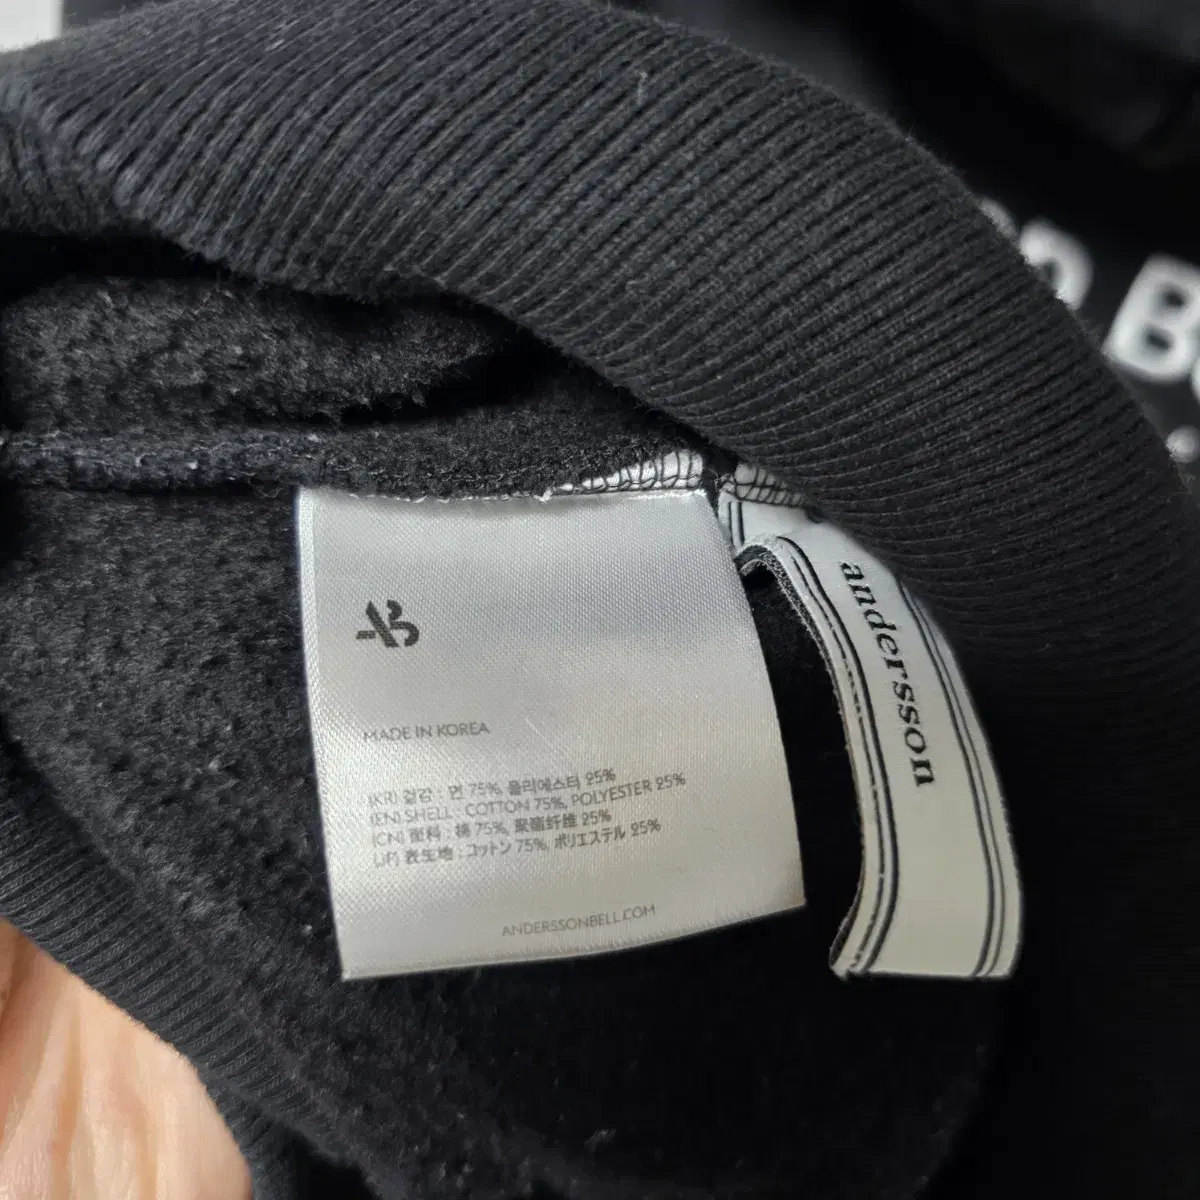 AB
MADE IN KOREA
(KR) 겉감 : 면 75%, 폴리에스터 25%
(EN) SHELL : COTTON 75%, POLYESTER 25%
(CN) 面料 : 棉 75%, 聚酯纤维 25%
(JP) 表生地 : コットン 75%, ポリエステル 25%
ANDERSSONBELL.COM
andersson
B